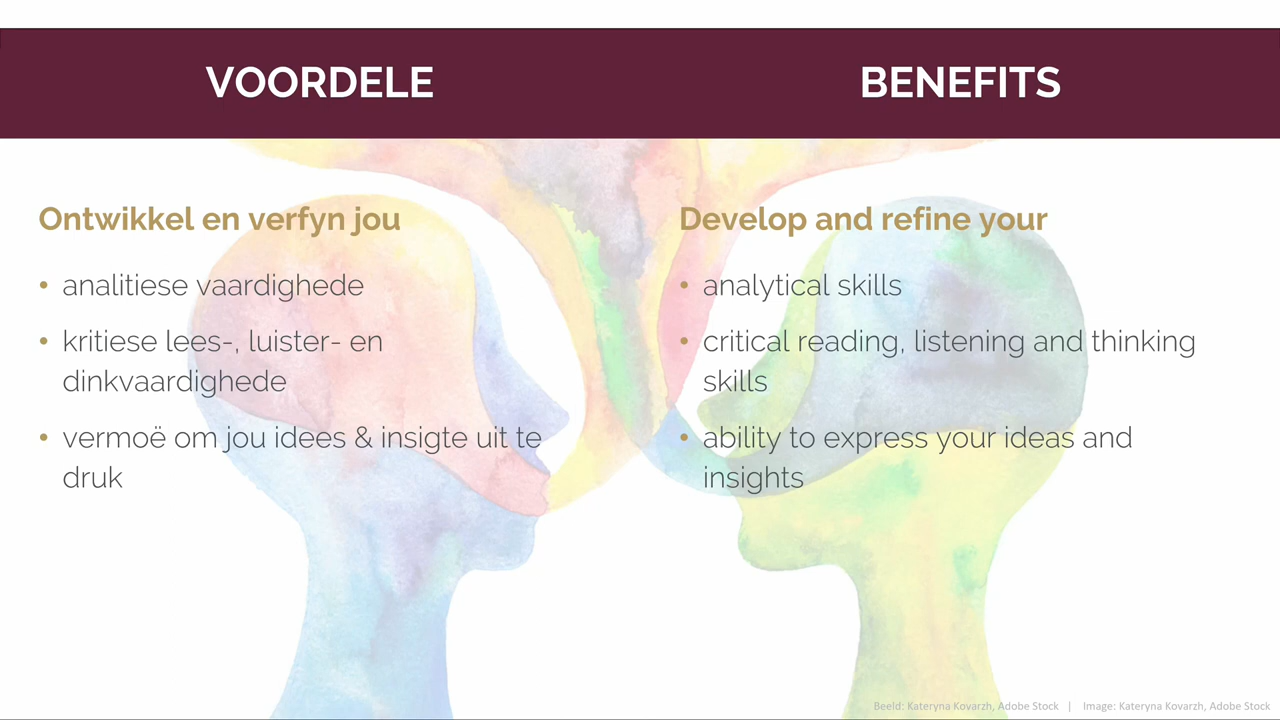 VOORDELE
Ontwikkel en verfyn jou
• analitiese vaardighede
• kritiese lees-, luister- en
dinkvaardighede
• vermoë om jou idees & insigte uit te
druk
BENEFITS
Develop and refine your
• analytical skills
• critical reading, listening and thinking
skills
• ability to express your ideas and
insights
Beeld: Kateryna Kovarzh, Adobe Stock | Image: Kateryna Kovarzh, Adobe Stock